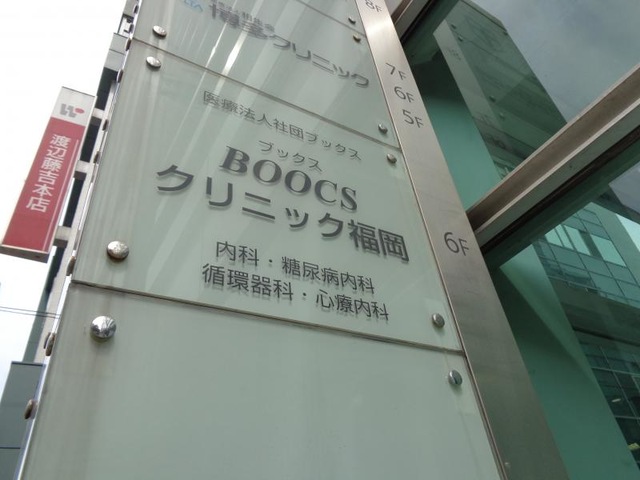 8F
クリニック
7F
6F
5F
医療法人社団ブックス
ブックス
BOOCS
クリニック福岡
6F
内科・糖尿病内科
循環器科・心療内科
渡辺藤吉本店